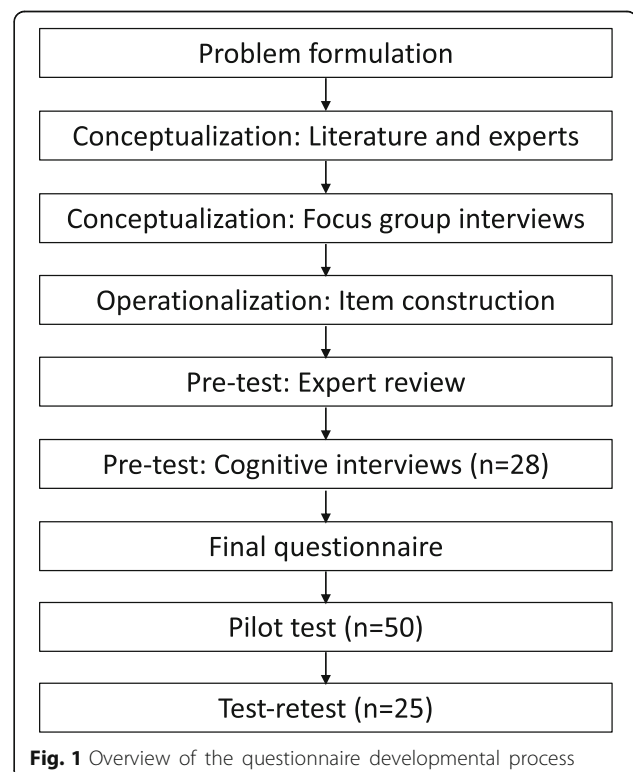 Problem formulation
Conceptualization: Literature and experts
Conceptualization: Focus group interviews
Operationalization: Item construction
Pre-test: Expert review
Pre-test: Cognitive interviews (n=28)
Final questionnaire
Pilot test (n=50)
Test-retest (n=25)
Fig. 1 Overview of the questionnaire developmental process